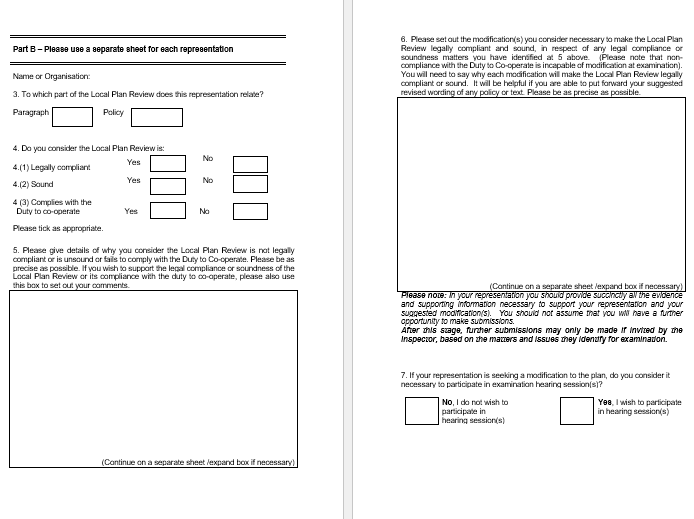 Part B – Please use a separate sheet for each representation
Name or Organisation:
3. To which part of the Local Plan Review does this representation relate?
Paragraph Policy
4. Do you consider the Local Plan Review is:
4.(1) Legally compliant Yes No
4.(2) Sound Yes No
4 (3) Complies with the
Duty to co-operate Yes No
Please tick as appropriate.
5. Please give details of why you consider the Local Plan Review is not legally
compliant or is unsound or fails to comply with the Duty to Co-operate. Please be as
precise as possible. If you wish to support the legal compliance or soundness of the
Local Plan Review or its compliance with the duty to co-operate, please also use
this box to set out your comments.
(Continue on a separate sheet /expand box if necessary)
6. Please set out the modification(s) you consider necessary to make the Local Plan
Review legally compliant and sound, in respect of any legal compliance or
soundness matters you have identified at 5 above. (Please note that non-
compliance with the Duty to Co-operate is incapable of modification at examination).
You will need to say why each modification will make the Local Plan Review legally
compliant or sound. It will be helpful if you are able to put forward your suggested
revised wording of any policy or text. Please be as precise as possible.
(Continue on a separate sheet /expand box if necessary)
Please note: In your representation you should provide succinctly all the evidence
and supporting information necessary to support your representation and your
suggested modification(s). You should not assume that you will have a further
opportunity to make submissions.
After this stage, further submissions may only be made if invited by the
Inspector, based on the matters and issues they identify for examination.
7. If your representation is seeking a modification to the plan, do you consider it
necessary to participate in examination hearing session(s)?
No, I do not wish to
participate in
hearing session(s)
Yes, I wish to participate
in hearing session(s)